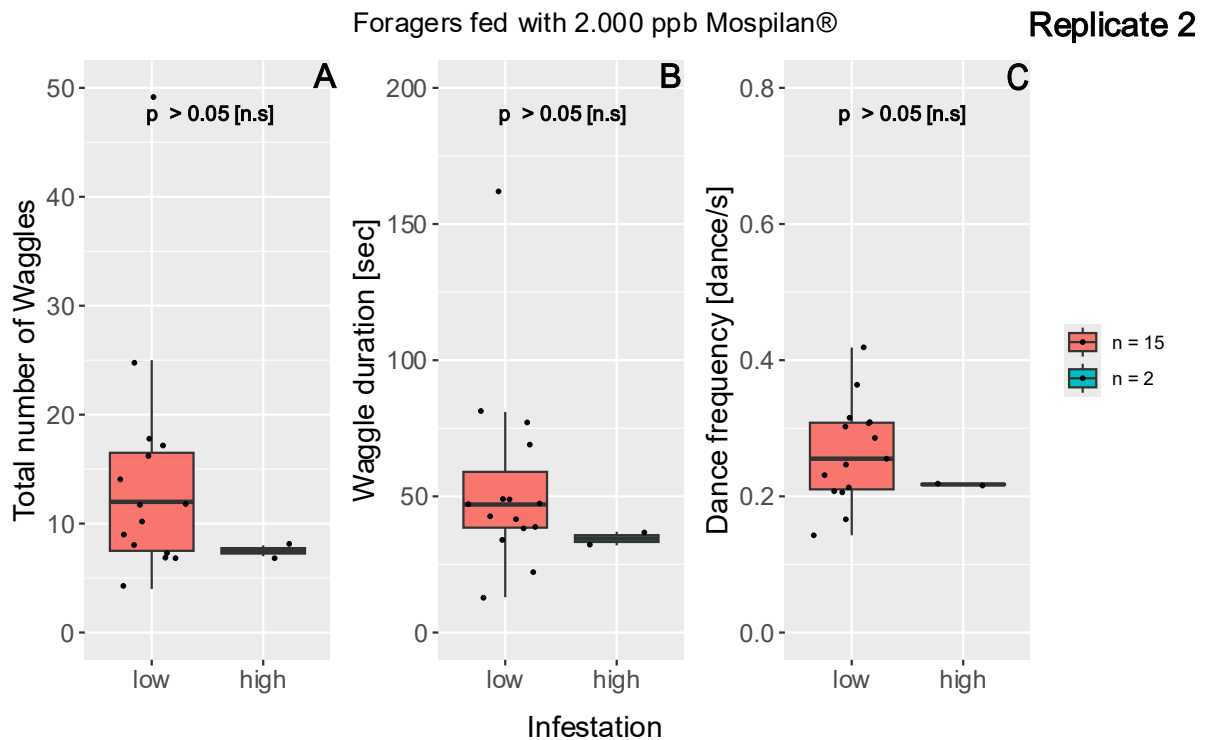 Foragers fed with 2.000 ppb Mospilan®
Replicate 2
A
p > 0.05 [n.s]
Total number of Waggles
50
40
30
20
10
0
low
high
B
p > 0.05 [n.s]
Waggle duration [sec]
200
150
100
50
0
low
high
C
p > 0.05 [n.s]
Dance frequency [dance/s]
0.8
0.6
0.4
0.2
0.0
low
high
n = 15
n = 2
Infestation